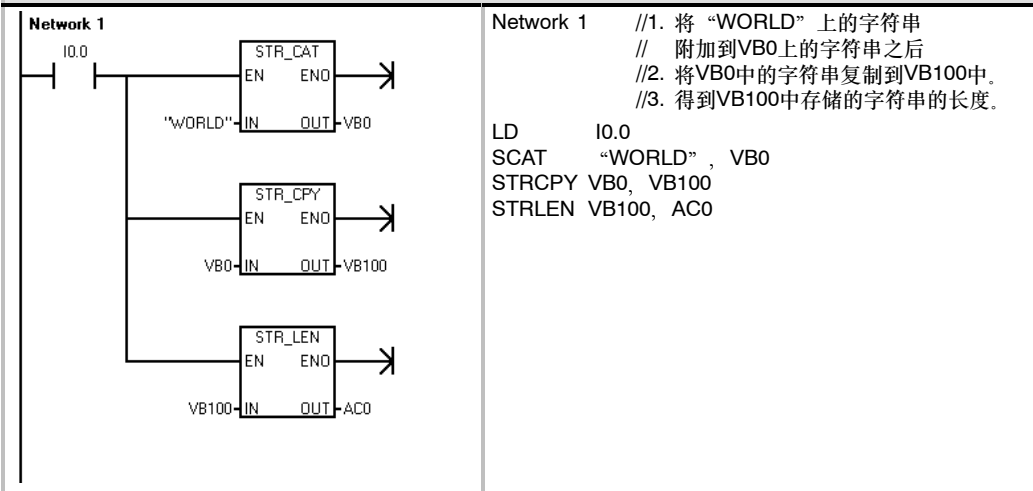 Network 1
I0.0
STR_CAT
EN ENO
"WORLD" IN OUT VB0
STR_CPY
EN ENO
VB0 IN OUT VB100
STR_LEN
EN ENO
VB100 IN OUT AC0
Network 1 //1. 将“WORLD”上的字符串
// 附加到VB0上的字符串之后
//2. 将VB0中的字符串复制到VB100中。
//3. 得到VB100中存储的字符串的长度。
LD I0.0
SCAT “WORLD”, VB0
STRCPY VB0, VB100
STRLEN VB100, AC0